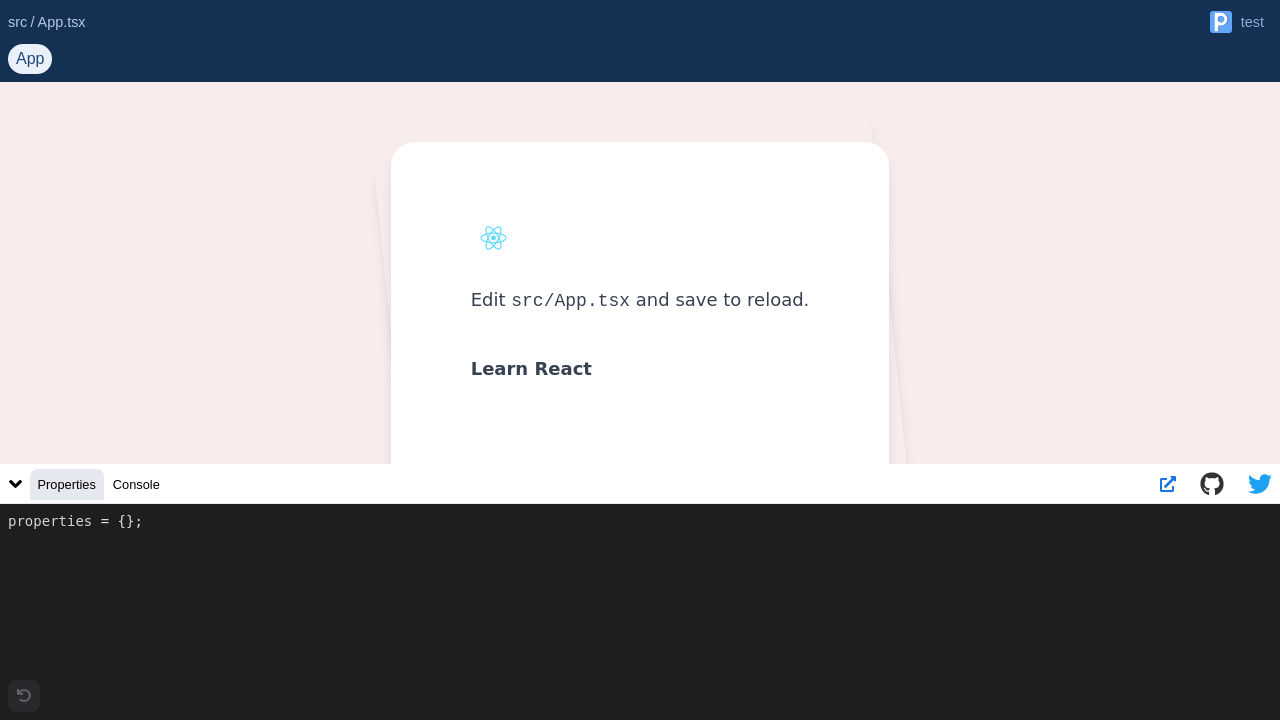 src / App.tsx
test
App
Edit src/App.tsx and save to reload.
Learn React
Properties
Console
properties = {};